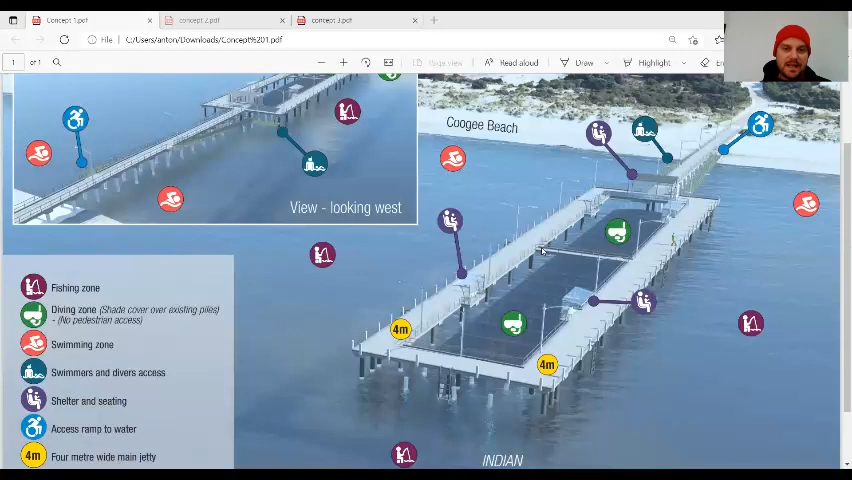 Concept 1.pdf
concept 2.pdf
concept 3.pdf
File
C:/Users/anton/Downloads/Concept%201.pdf
1
of 1
Page view
Read aloud
Draw
Highlight
Coogee Beach
View - looking west
Fishing zone
Diving zone (Shade cover over existing piles)
- (No pedestrian access)
Swimming zone
Swimmers and divers access
Shelter and seating
Access ramp to water
4m Four metre wide main jetty
4m
4m
INDIAN